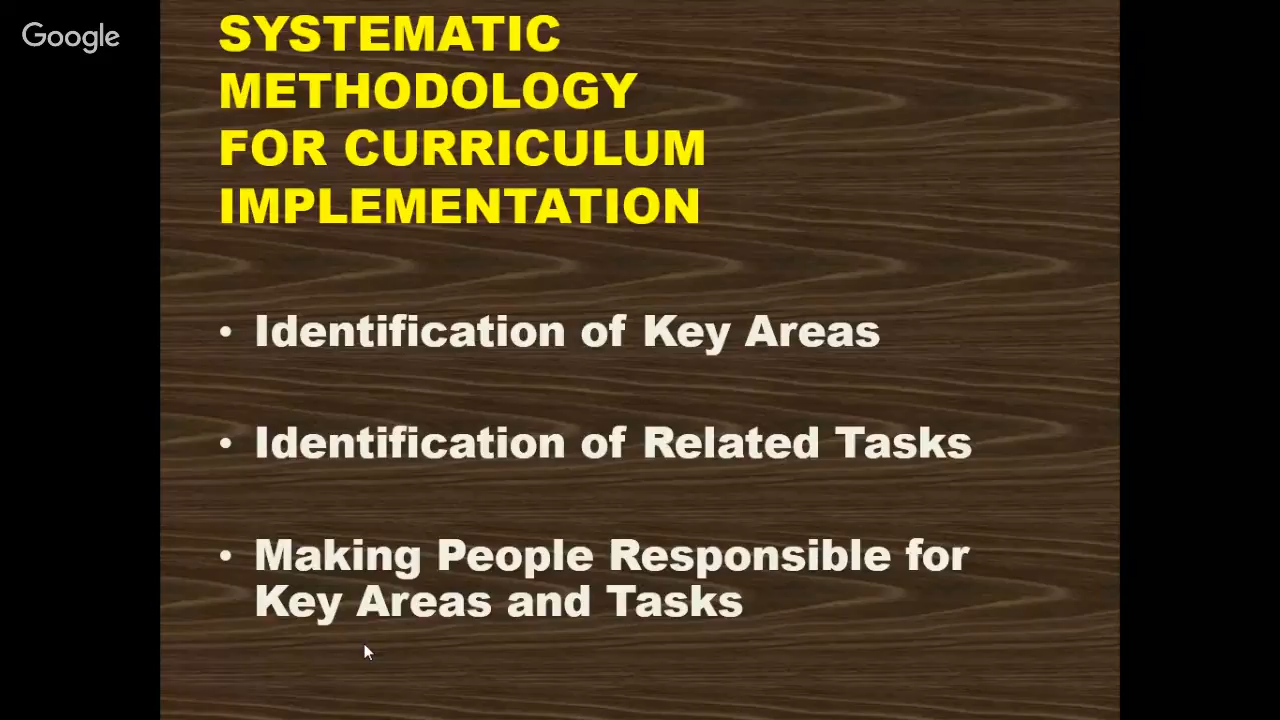 Google
SYSTEMATIC
METHODOLOGY
FOR CURRICULUM
IMPLEMENTATION
• Identification of Key Areas
• Identification of Related Tasks
• Making People Responsible for
Key Areas and Tasks